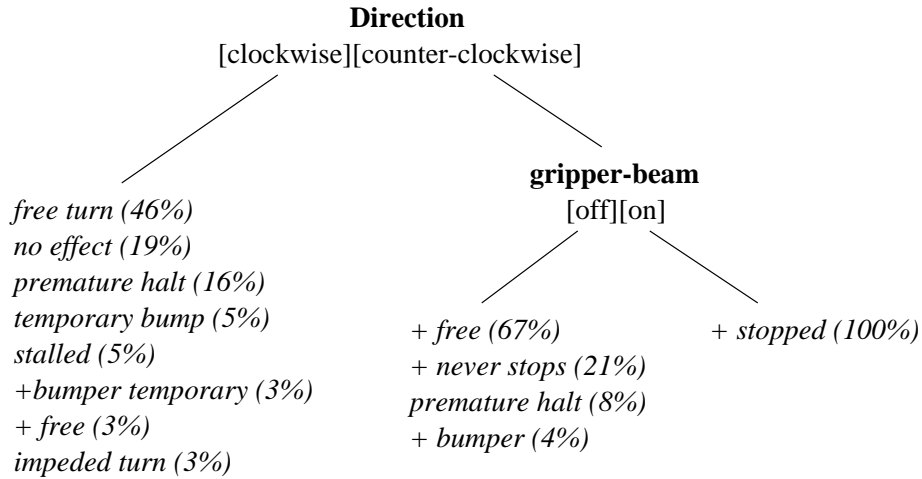 Direction
[clockwise][counter-clockwise]
gripper-beam
[off][on]
free turn (46%)
no effect (19%)
premature halt (16%)
temporary bump (5%)
stalled (5%)
+bumper temporary (3%)
+ free (3%)
impeded turn (3%)
+ free (67%)
+ never stops (21%)
premature halt (8%)
+ bumper (4%)
+ stopped (100%)